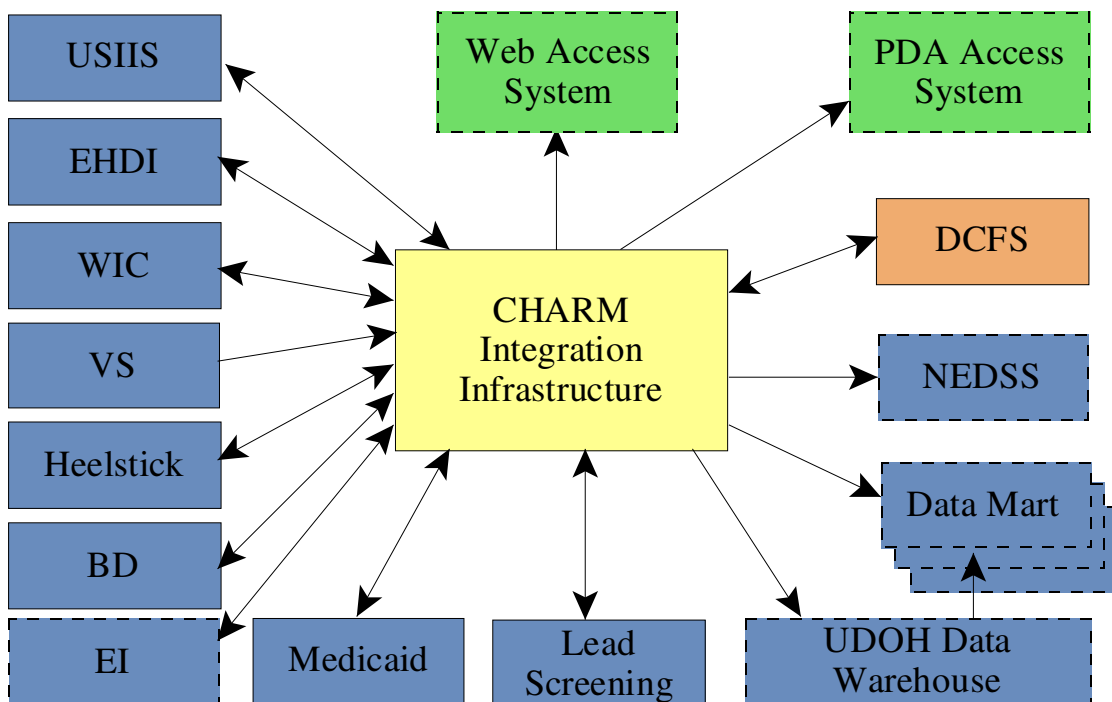 USIIS
Web Access
System
PDA Access
System
EHDI
WIC
DCFS
CHARM
Integration
Infrastructure
VS
NEDSS
Heelstick
Data Mart
BD
EI
Medicaid
Lead
Screening
UDOH Data
Warehouse